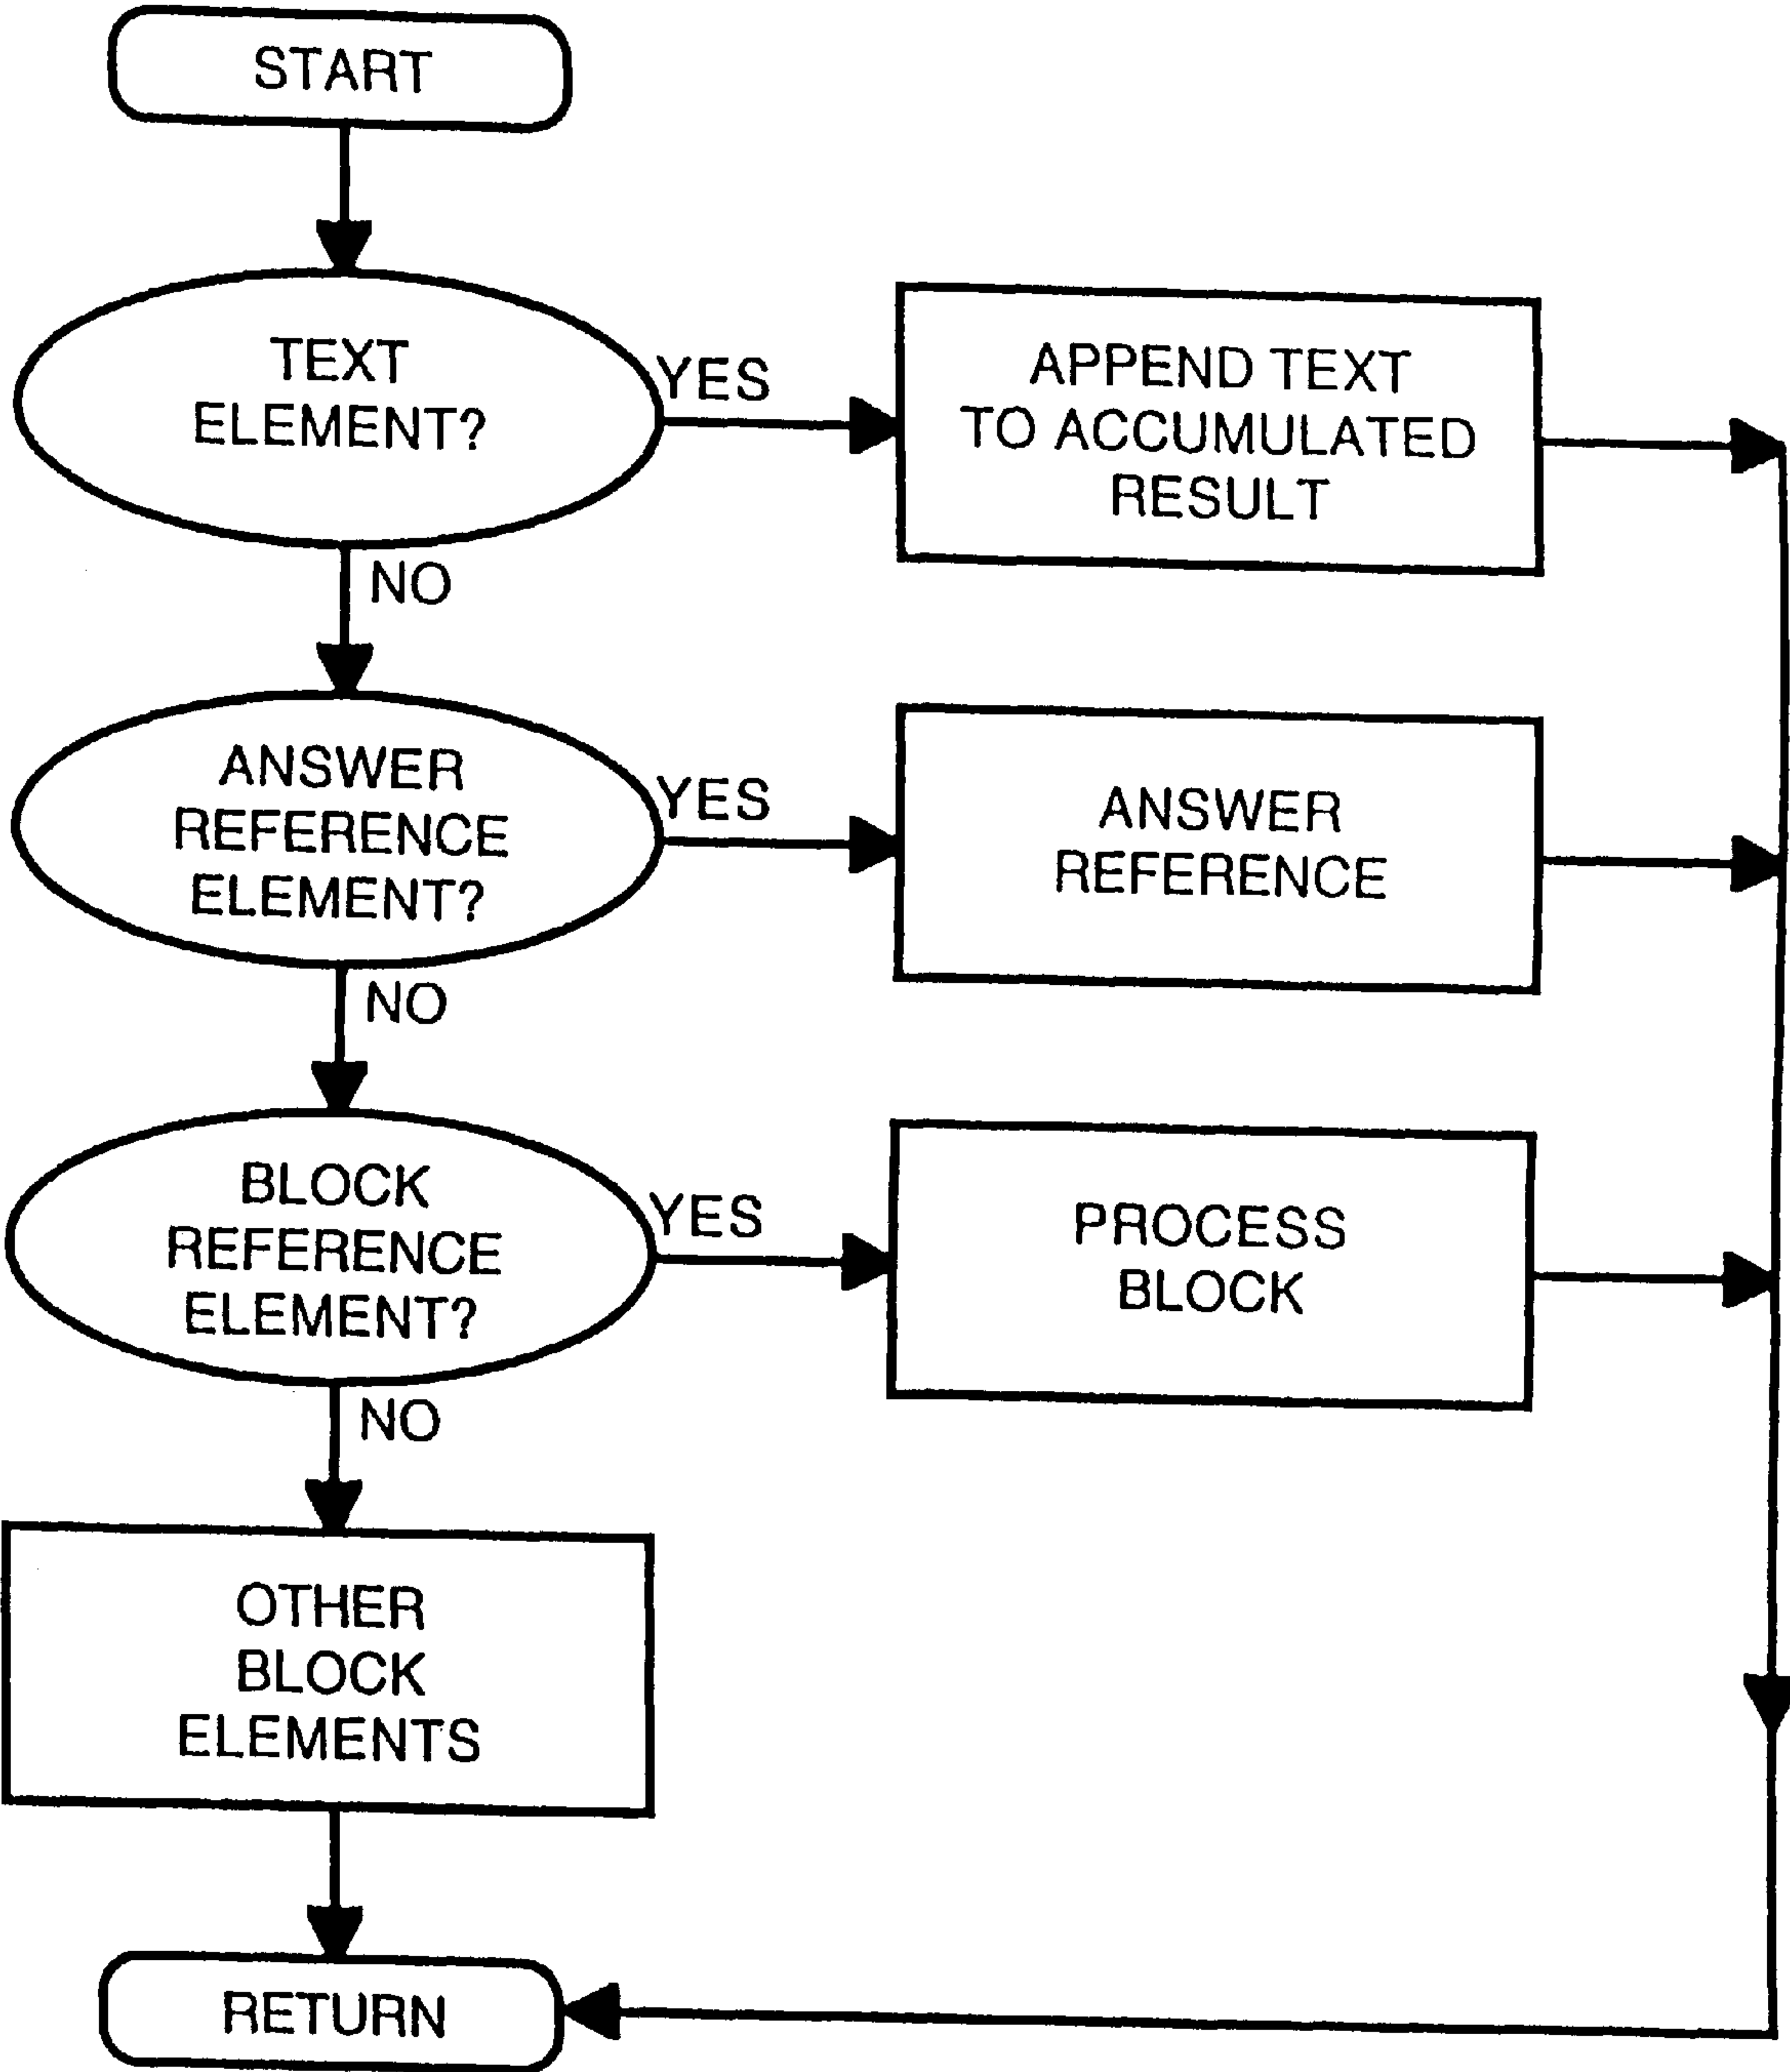 START
TEXT
ELEMENT?
YES
APPEND TEXT
TO ACCUMULATED
RESULT
NO
ANSWER
REFERENCE
ELEMENT?
YES
ANSWER
REFERENCE
NO
BLOCK
REFERENCE
ELEMENT?
YES
PROCESS
BLOCK
NO
OTHER
BLOCK
ELEMENTS
RETURN